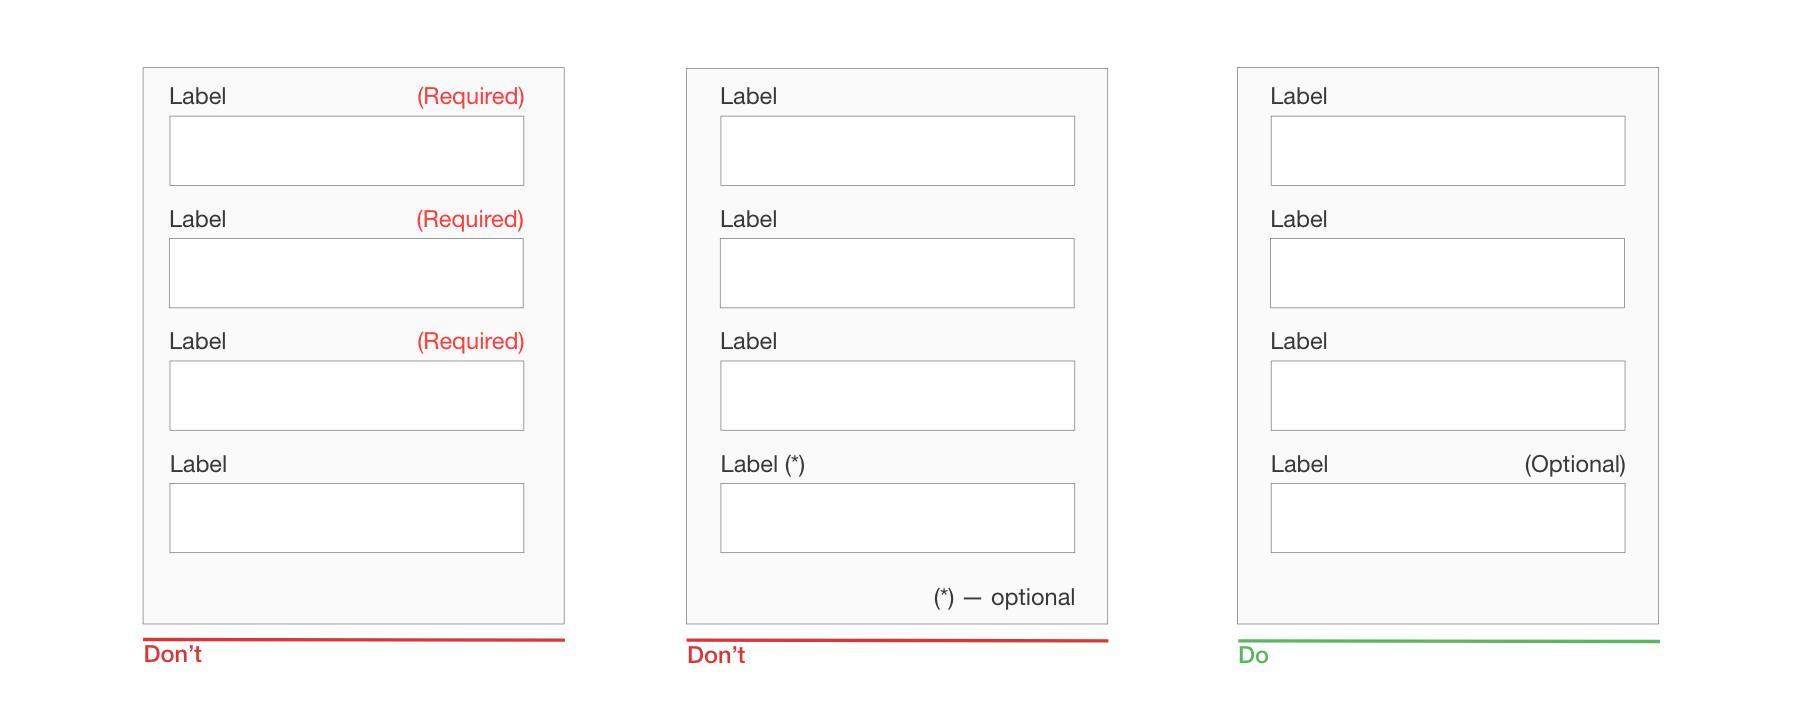 Label (Required)
Label (Required)
Label (Required)
Label
Don't
Label
Label
Label
Label (*)
(*) — optional
Don't
Label
Label
Label
Label (Optional)
Do